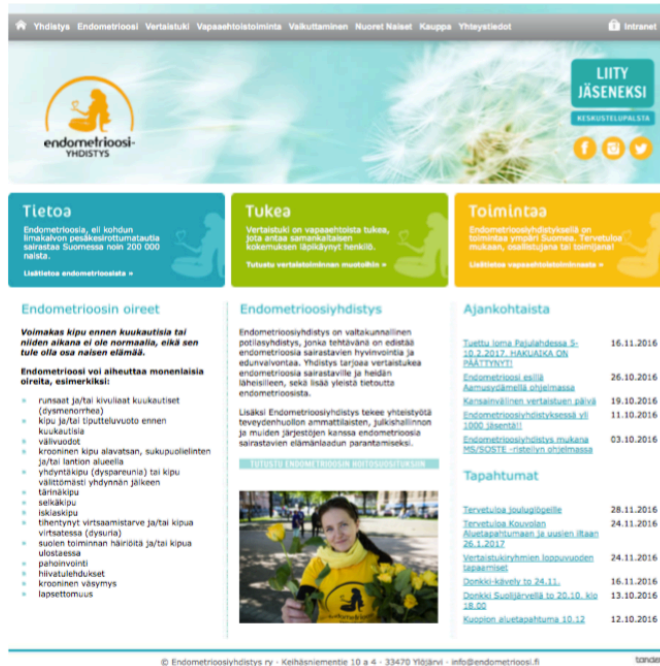 Yhdistys Endometrioosi Vertaistuki Vapaaehtoistoiminta Vaikuttaminen Nuoret Naiset Kauppa Yhteystiedot Intranet
LIITY
JÄSENEKSI
KESKUSTELUPALSTA
endometrioosi-
YHDISTYS
Tietoa
Endometrioosia, eli kohdun
limakalvon pesäkesirottumatautia
sairastaa Suomessa noin 200 000
naista.
Lisätietoa endometrioosista »
Tukea
Vertaistuki on vapaaehtoista tukea,
jota antaa samankaltaisen
kokemuksen läpikäynyt henkilö.
Tutustu vertaistoiminnan muotoihin »
Toimintaa
Endometrioosiyhdistyksellä on
toimintaa ympäri Suomea. Tervetuloa
mukaan, osallistujana tai toimijana!
Lisätietoa vapaaehtoistoiminnasta »
Endometrioosin oireet
Voimakas kipu ennen kuukautisia tai
niiden aikana ei ole normaalia, eikä sen
tule olla osa naisen elämää.
Endometrioosi voi aiheuttaa monenlaisia
oireita, esimerkiksi:
» runsaat ja/tai kivuliaat kuukautiset
(dysmenorrhea)
» kipu ja/tai tiputteluvuoto ennen
kuukautisia
» välivuodot
» krooninen kipu alavatsan, sukupuolielinten
ja/tai lantion alueella
» yhdyntäkipu (dyspareunia) tai kipu
välittömästi yhdynnän jälkeen
» tärinäkipu
» selkäkipu
» iskiaskipu
» tihentynyt virtsaamistarve ja/tai kipua
virtsatessa (dysuria)
» suolen toiminnan häiriöitä ja/tai kipua
ulostaessa
» pahoinvointi
» hiivatulehdukset
» krooninen väsymys
» lapsettomuus
Endometrioosiyhdistys
Endometrioosiyhdistys on valtakunnallinen
potilasyhdistys, jonka tehtävänä on edistää
endometrioosia sairastavien hyvinvointia ja
edunvalvontaa. Yhdistys tarjoaa vertaistukea
endometrioosia sairastaville ja heidän
läheisilleen, sekä lisää yleistä tietoutta
endometrioosista.
Lisäksi Endometrioosiyhdistys tekee yhteistyötä
terveydenhuollon ammattilaisten, julkishallinnon
ja muiden järjestöjen kanssa endometrioosia
sairastavien elämänlaadun parantamiseksi.
TUTUSTU ENDOMETRIOOSIN HOITOSUOSITUKSIIN
Ajankohtaista
Tuettu loma Pajulahdessa 5- 16.11.2016
10.2.2017. HAKUAIKA ON
PÄÄTTYNYT!
Endometrioosi esillä 26.10.2016
Aamusydämellä ohjelmassa
Kansainvälinen vertaistuen päivä 19.10.2016
Endometrioosiyhdistyksessä yli 11.10.2016
1000 jäsentä!!
Endometrioosiyhdistys mukana 03.10.2016
MS/SOSTE -risteilyn ohjelmassa
Tapahtumat
Tervetuloa jouluglögeille 28.11.2016
Tervetuloa Kouvolan 24.11.2016
Aluetapahtumaan ja uusien iltaan
26.1.2017
Vertaistukiryhmien loppuvuoden 24.11.2016
tapaamiset
Donkki-kävely to 24.11. 16.11.2016
Donkki Suolijärvellä to 20.10. klo 13.10.2016
18.00
Kuopion aluetapahtuma 10.12 12.10.2016
© Endometrioosiyhdistys ry - Keihäsniementie 10 a 4 - 33470 Ylöjärvi - info@endometrioosi.fi